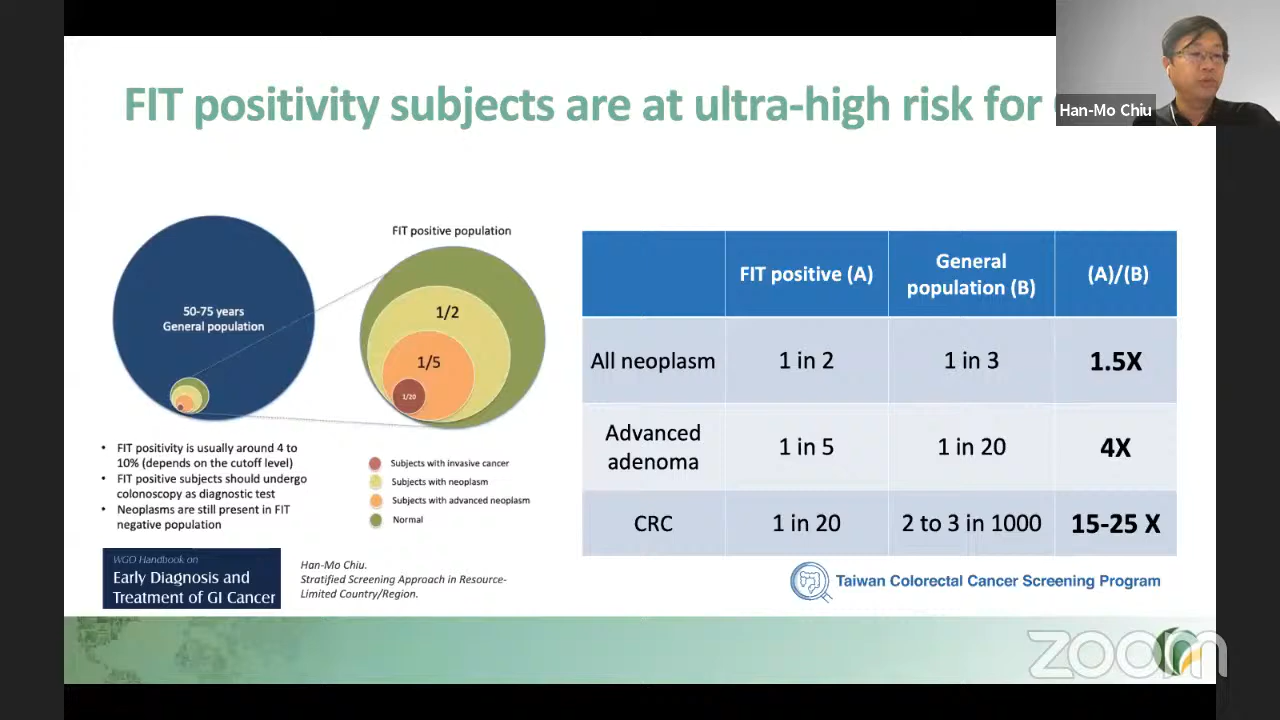 FIT positivity subjects are at ultra-high risk for
Han-Mo Chiu
FIT positive population
50-75 years
General population
1/2
1/5
1/20
• FIT positivity is usually around 4 to
10% (depends on the cutoff level)
• FIT positive subjects should undergo
colonoscopy as diagnostic test
• Neoplasms are still present in FIT
negative population
Subjects with invasive cancer
Subjects with neoplasm
Subjects with advanced neoplasm
Normal
FIT positive (A)
General
population (B)
(A)/(B)
All neoplasm
1 in 2
1 in 3
1.5X
Advanced
adenoma
1 in 5
1 in 20
4X
CRC
1 in 20
2 to 3 in 1000
15-25 X
WGO Handbook on
Early Diagnosis and
Treatment of GI Cancer
Han-Mo Chiu.
Stratified Screening Approach in Resource-
Limited Country/Region.
Taiwan Colorectal Cancer Screening Program
zoom